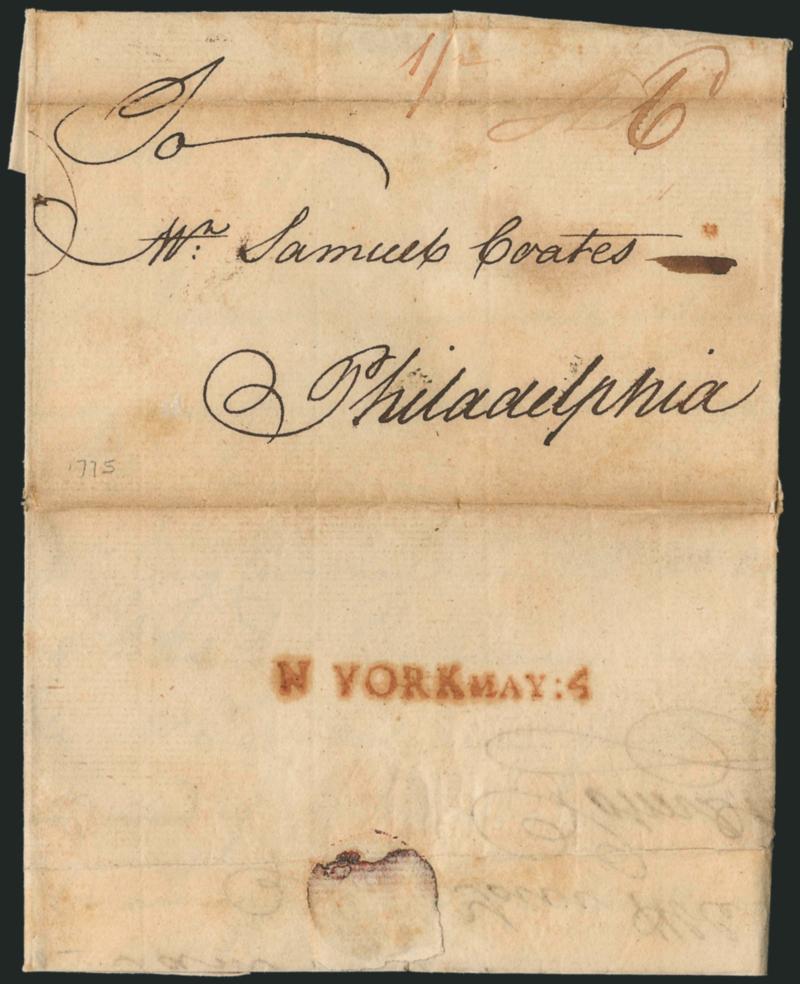 1/
To
Mr: Samuel Coates
Philadelphia
1775
N YORK MAY:4